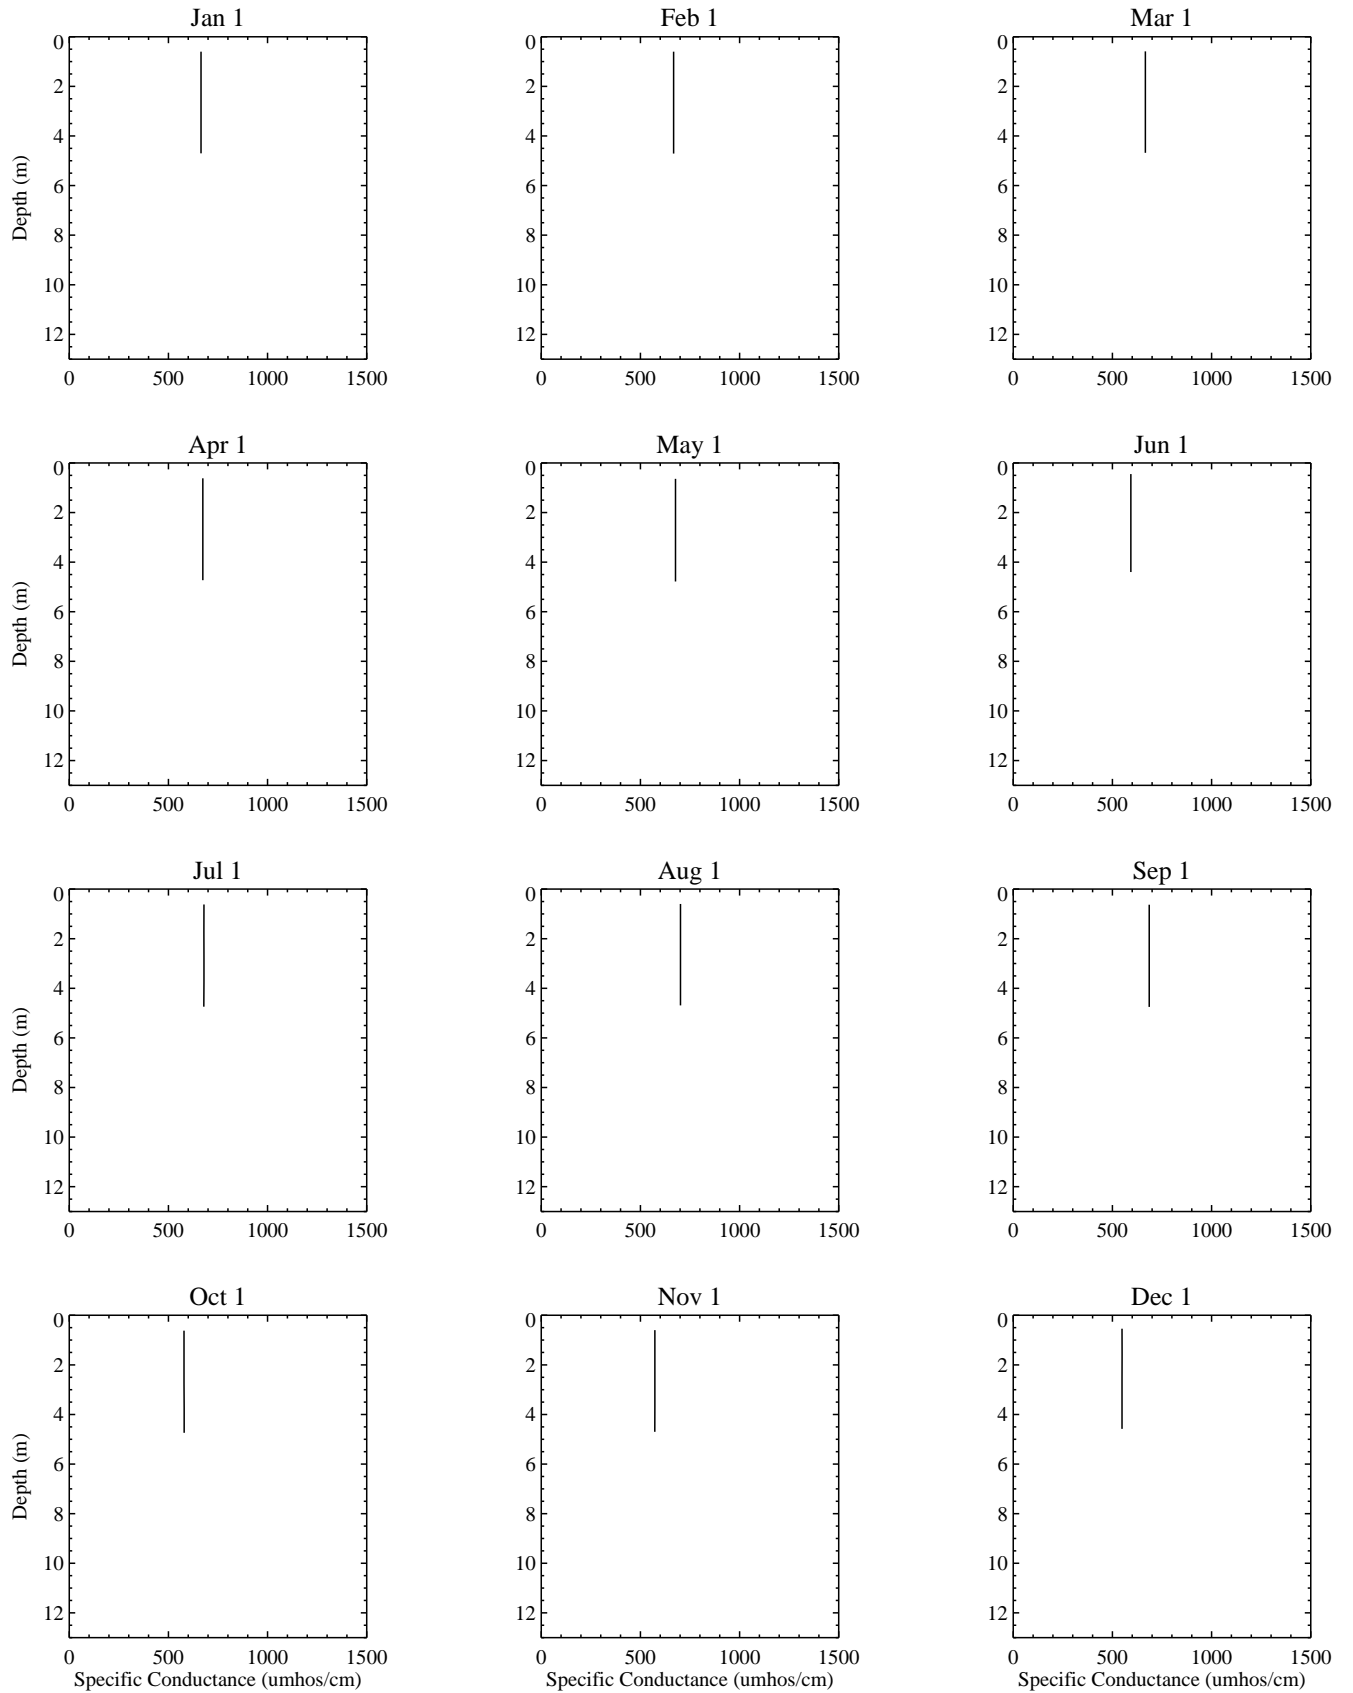 Jan 1 Feb 1 Mar 1
0 0 0
2 2 2
4 4 4
6 6 6
8 8 8
10 10 10
12 12 12
Depth (m)
0 500 1000 1500 0 500 1000 1500 0 500 1000 1500
Apr 1 May 1 Jun 1
0 0 0
2 2 2
4 4 4
6 6 6
8 8 8
10 10 10
12 12 12
Depth (m)
0 500 1000 1500 0 500 1000 1500 0 500 1000 1500
Jul 1 Aug 1 Sep 1
0 0 0
2 2 2
4 4 4
6 6 6
8 8 8
10 10 10
12 12 12
Depth (m)
0 500 1000 1500 0 500 1000 1500 0 500 1000 1500
Oct 1 Nov 1 Dec 1
0 0 0
2 2 2
4 4 4
6 6 6
8 8 8
10 10 10
12 12 12
Depth (m)
0 500 1000 1500 0 500 1000 1500 0 500 1000 1500
Specific Conductance (umhos/cm) Specific Conductance (umhos/cm) Specific Conductance (umhos/cm)